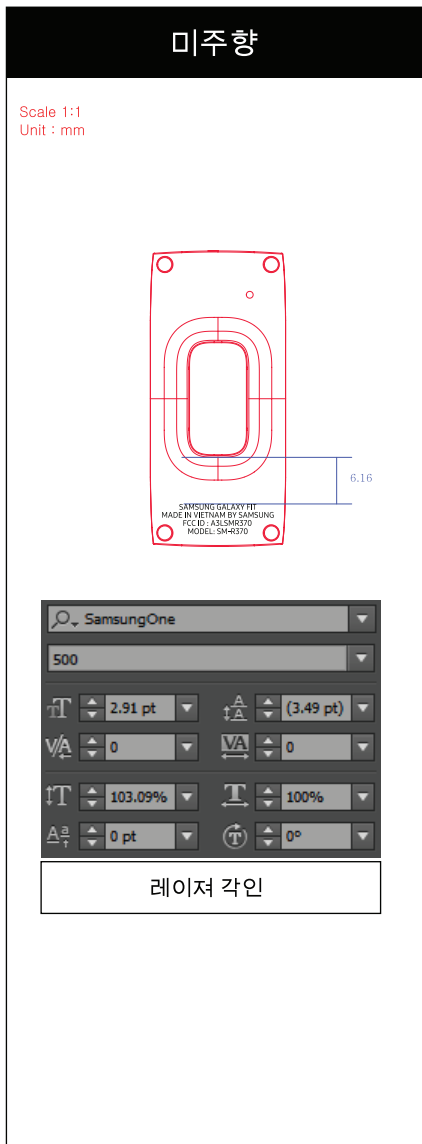 미주향
Scale 1:1
Unit : mm
6.16
SAMSUNG GALAXY FIT
MADE IN VIETNAM BY SAMSUNG
FCC ID : A3LSMR370
MODEL: SM-R370
SamsungOne
500
2.91 pt
(3.49 pt)
0
0
103.09%
100%
0 pt
0°
레이져 각인